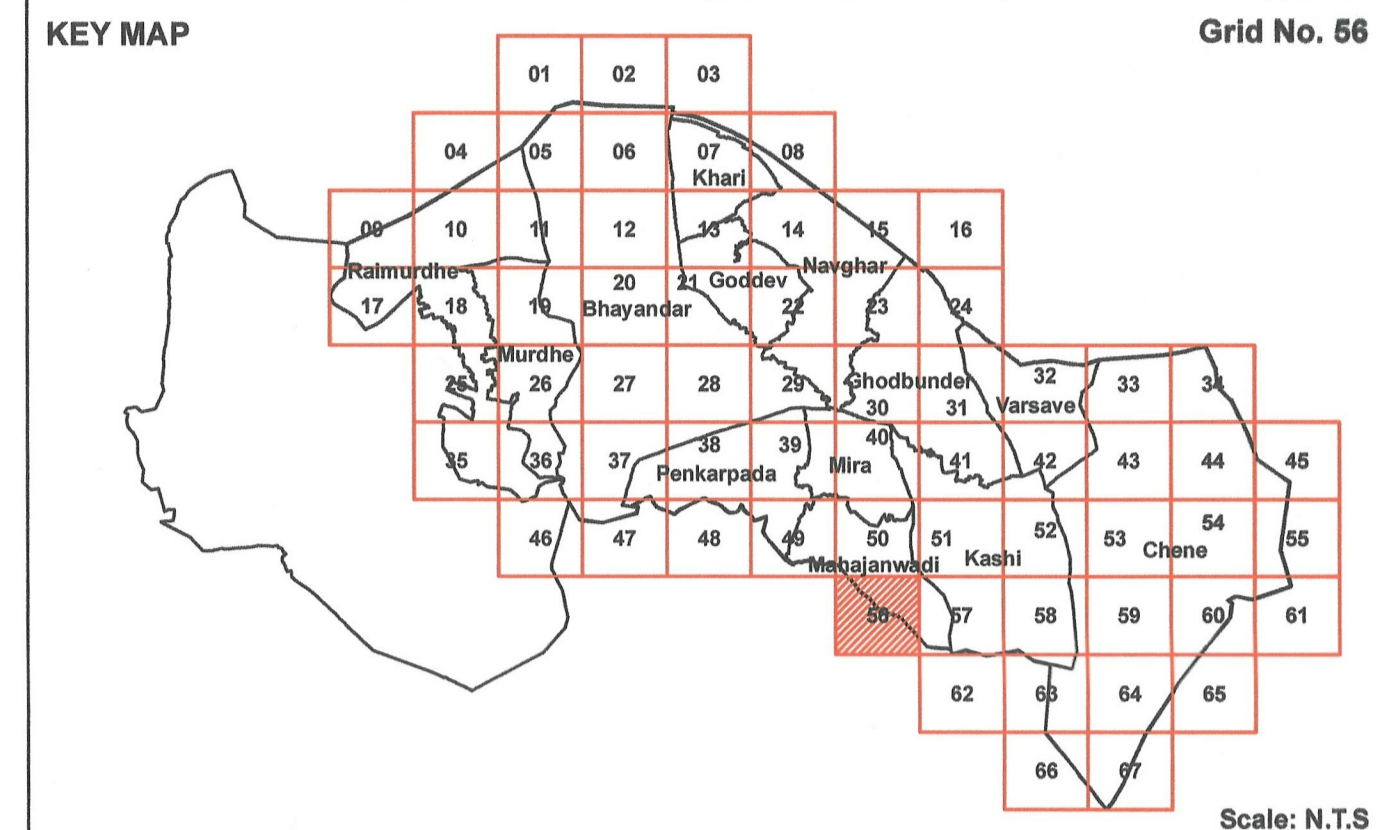 KEY MAP
Grid No. 56
01 02 03
04 05 06 07 08
Khari
09 10 11 12 13 14 15 16
Navghar
Raimurdhe
Goddev
20 21
17 18 19 Bhayandar 22 23 24
Murdhe
32
25 26 27 28 29 Ghodbunder 33 34
30 31 Varsave
40
38 39
35 36 37 41 42 43 44 45
Penkarpada Mira
54
52
46 47 48 49 50 51 53 55
Chene
Kashi
Mahajanwadi
56 57 58 59 60 61
62 63 64 65
66 67
Scale: N.T.S